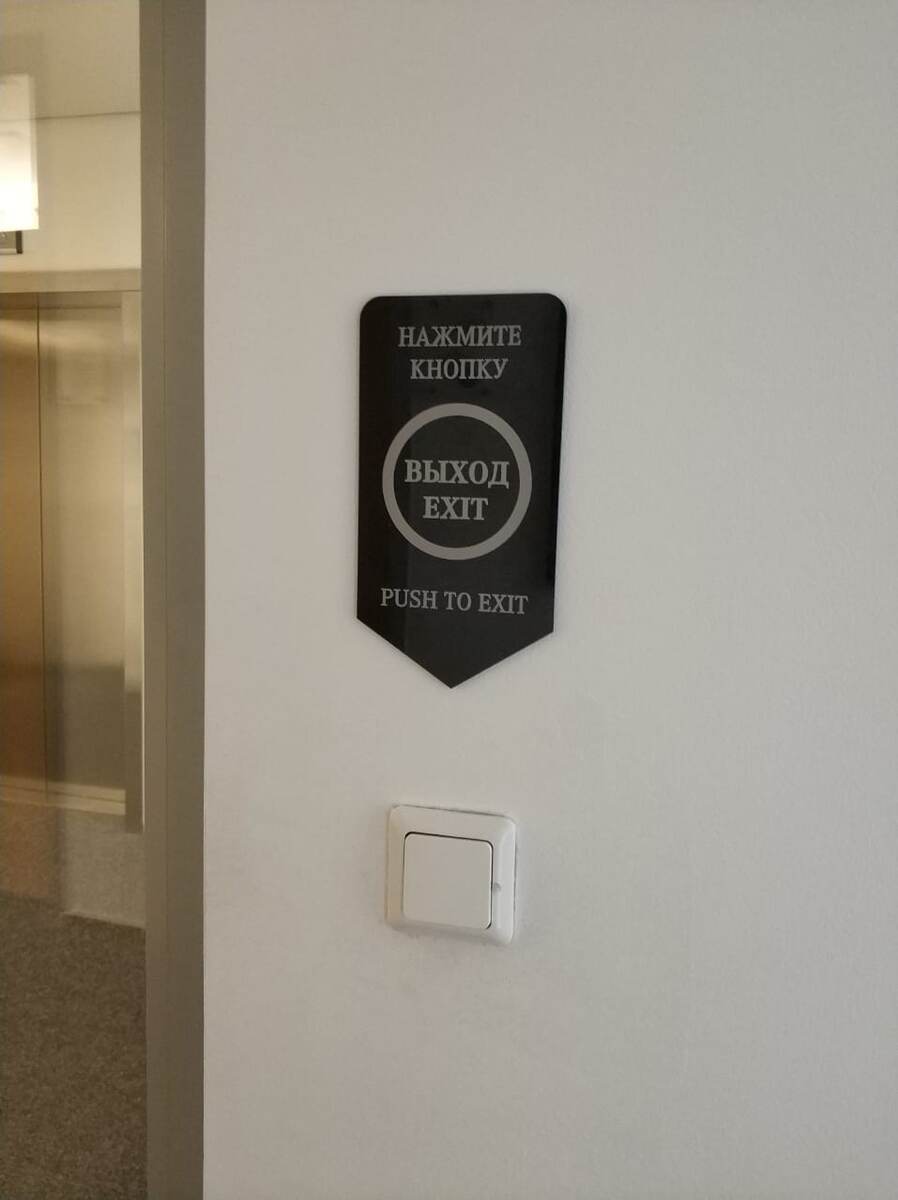 НАЖМИТЕ
КНОПКУ
ВЫХОД
EXIT
PUSH TO EXIT